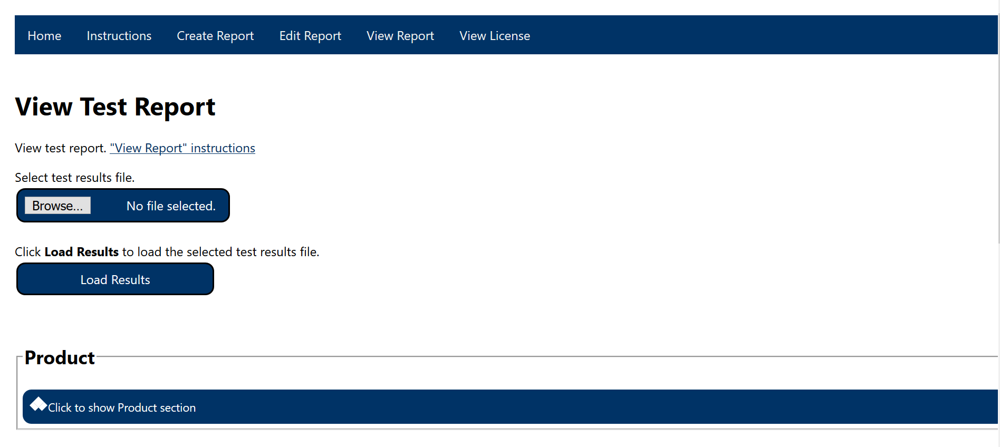 Home Instructions Create Report Edit Report View Report View License
View Test Report
View test report. "View Report" instructions
Select test results file.
Browse... No file selected.
Click Load Results to load the selected test results file.
Load Results
Product
Click to show Product section